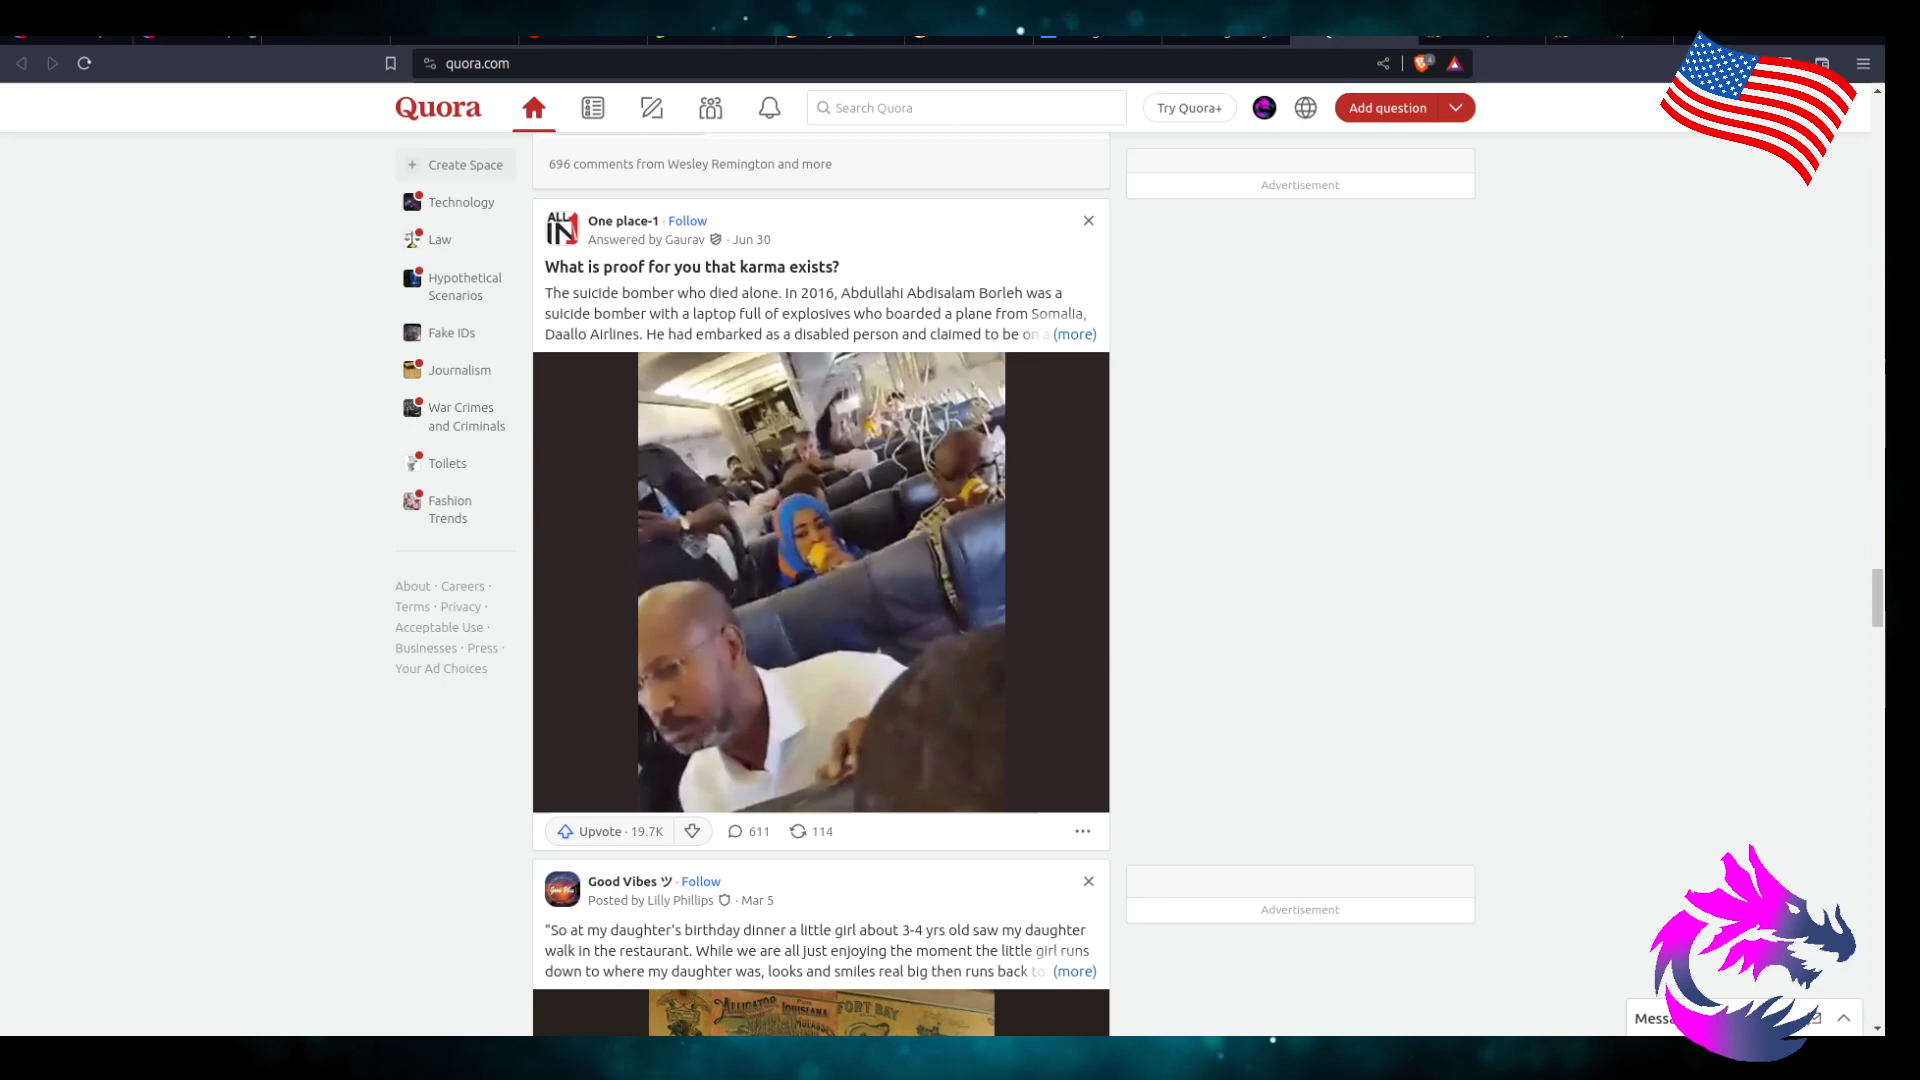 quora.com
Quora
Search Quora
Try Quora+
Add question
Create Space
Technology
Law
Hypothetical
Scenarios
Fake IDs
Journalism
War Crimes
and Criminals
Toilets
Fashion
Trends
About · Careers ·
Terms · Privacy ·
Acceptable Use ·
Businesses · Press ·
Your Ad Choices
696 comments from Wesley Remington and more
ALL
IN
One place-1 · Follow
Answered by Gaurav · Jun 30
What is proof for you that karma exists?
The suicide bomber who died alone. In 2016, Abdullahi Abdisalam Borleh was a
suicide bomber with a laptop full of explosives who boarded a plane from Somalia,
Daallo Airlines. He had embarked as a disabled person and claimed to be on a (more)
Upvote · 19.7K
611
114
Good Vibes ツ · Follow
Posted by Lilly Phillips · Mar 5
"So at my daughter's birthday dinner a little girl about 3-4 yrs old saw my daughter
walk in the restaurant. While we are all just enjoying the moment the little girl runs
down to where my daughter was, looks and smiles real big then runs back to (more)
ALLIGATOR
LOUISIANA
FORT BAY
Advertisement
Advertisement
Messa